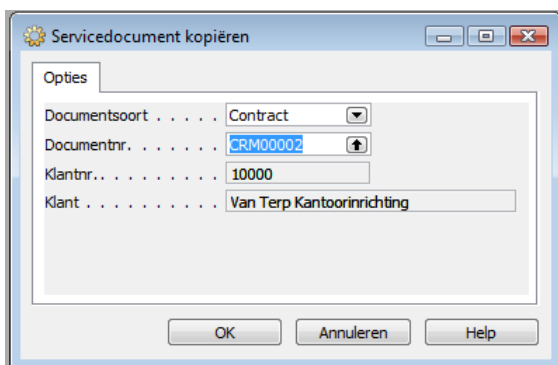 Servicedocument kopiëren
Opties
Documentsoort . . . . . Contract
Documentnr. . . . . . . . CRM00002
Klantnr.. . . . . . . . . . 10000
Klant . . . . . . . . . . Van Terp Kantoorinrichting
OK Annuleren Help